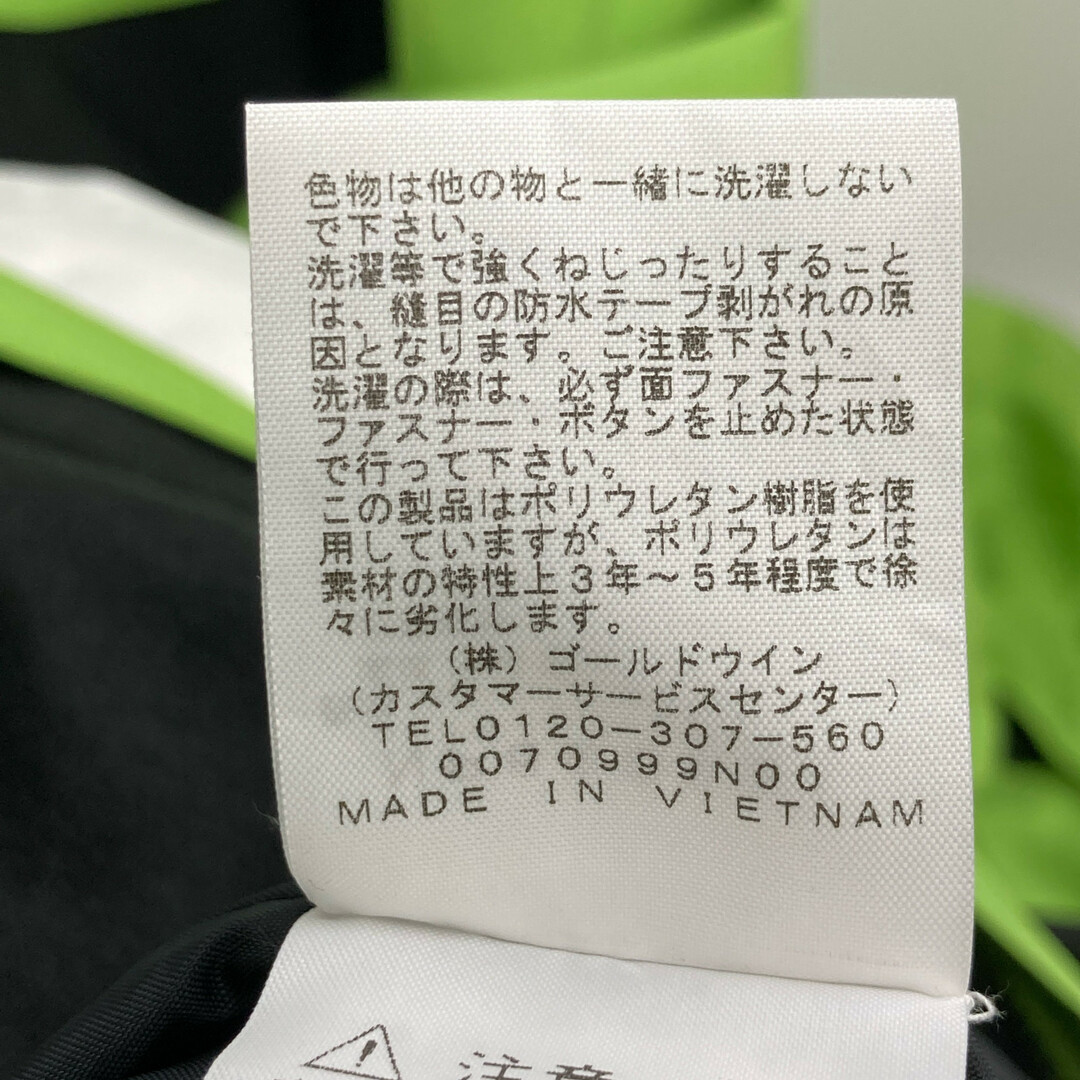 色物は他の物と一緒に洗濯しない
で下さい。
洗濯等で強くねじったりすること
は、縫目の防水テープ剥がれの原
因となります。ご注意下さい。
洗濯の際は、必ず面ファスナー・
ファスナー・ボタンを止めた状態
で行って下さい。
この製品はポリウレタン樹脂を使
用していますが、ポリウレタンは
素材の特性上3年～5年程度で徐
々に劣化します。
(株)ゴールドウイン
(カスタマーサービスセンター)
TEL0120-307-560
0070999N00
MADE IN VIETNAM
注意